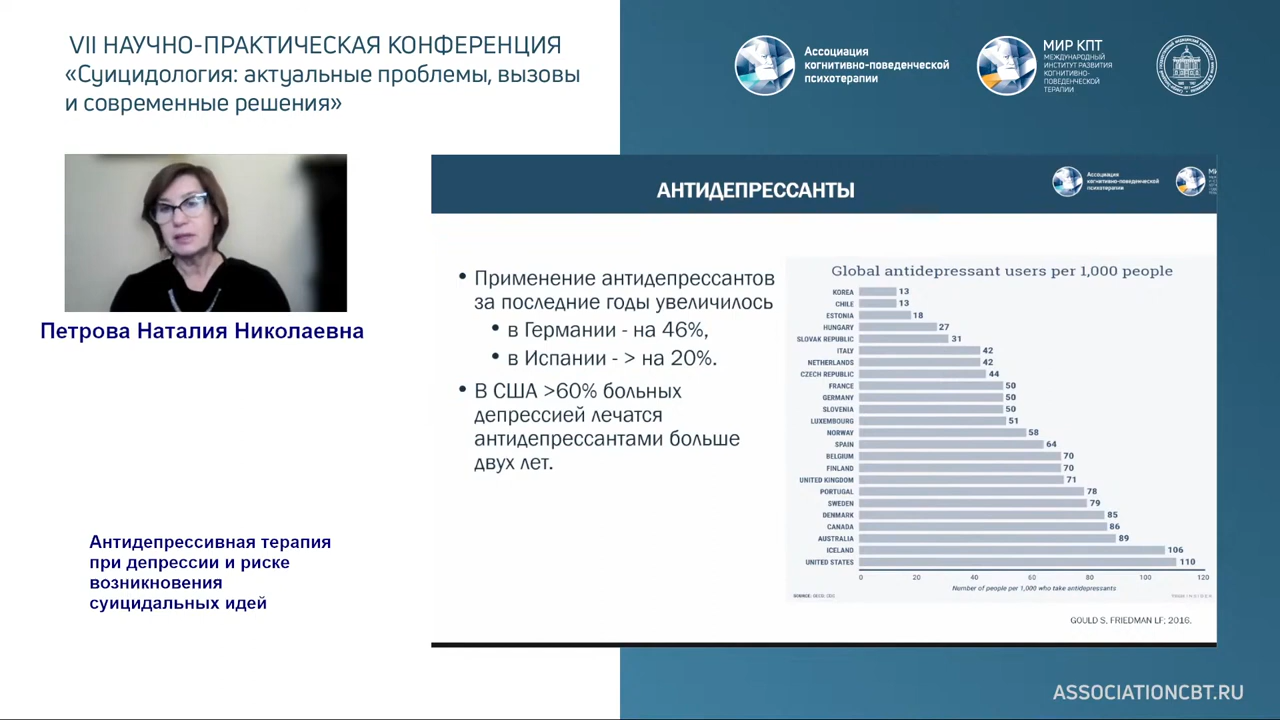 VII НАУЧНО-ПРАКТИЧЕСКАЯ КОНФЕРЕНЦИЯ
«Суицидология: актуальные проблемы, вызовы
и современные решения»
Ассоциация
когнитивно-поведенческой
психотерапии
МИР КПТ
МЕЖДУНАРОДНЫЙ
ИНСТИТУТ РАЗВИТИЯ
КОГНИТИВНО-
ПОВЕДЕНЧЕСКОЙ
ТЕРАПИИ
Петрова Наталия Николаевна
Антидепрессивная терапия
при депрессии и риске
возникновения
суицидальных идей
АНТИДЕПРЕССАНТЫ
Ассоциация
когнитивно-поведенческой
психотерапии
• Применение антидепрессантов
за последние годы увеличилось
• в Германии - на 46%,
• в Испании - > на 20%.
• В США >60% больных
депрессией лечатся
антидепрессантами больше
двух лет.
Global antidepressant users per 1,000 people
KOREA 13
CHILE 13
ESTONIA 18
HUNGARY 27
SLOVAK REPUBLIC 31
ITALY 42
NETHERLANDS 42
CZECH REPUBLIC 44
FRANCE 50
GERMANY 50
SLOVENIA 50
LUXEMBOURG 51
NORWAY 58
SPAIN 64
BELGIUM 70
FINLAND 70
UNITED KINGDOM 71
PORTUGAL 78
SWEDEN 79
DENMARK 85
CANADA 86
AUSTRALIA 89
ICELAND 106
UNITED STATES 110
0 20 40 60 80 100 120
Number of people per 1,000 who take antidepressants
SOURCE: OECD, CDC
GOULD S, FRIEDMAN LF; 2016.
ASSOCIATIONCBT.RU